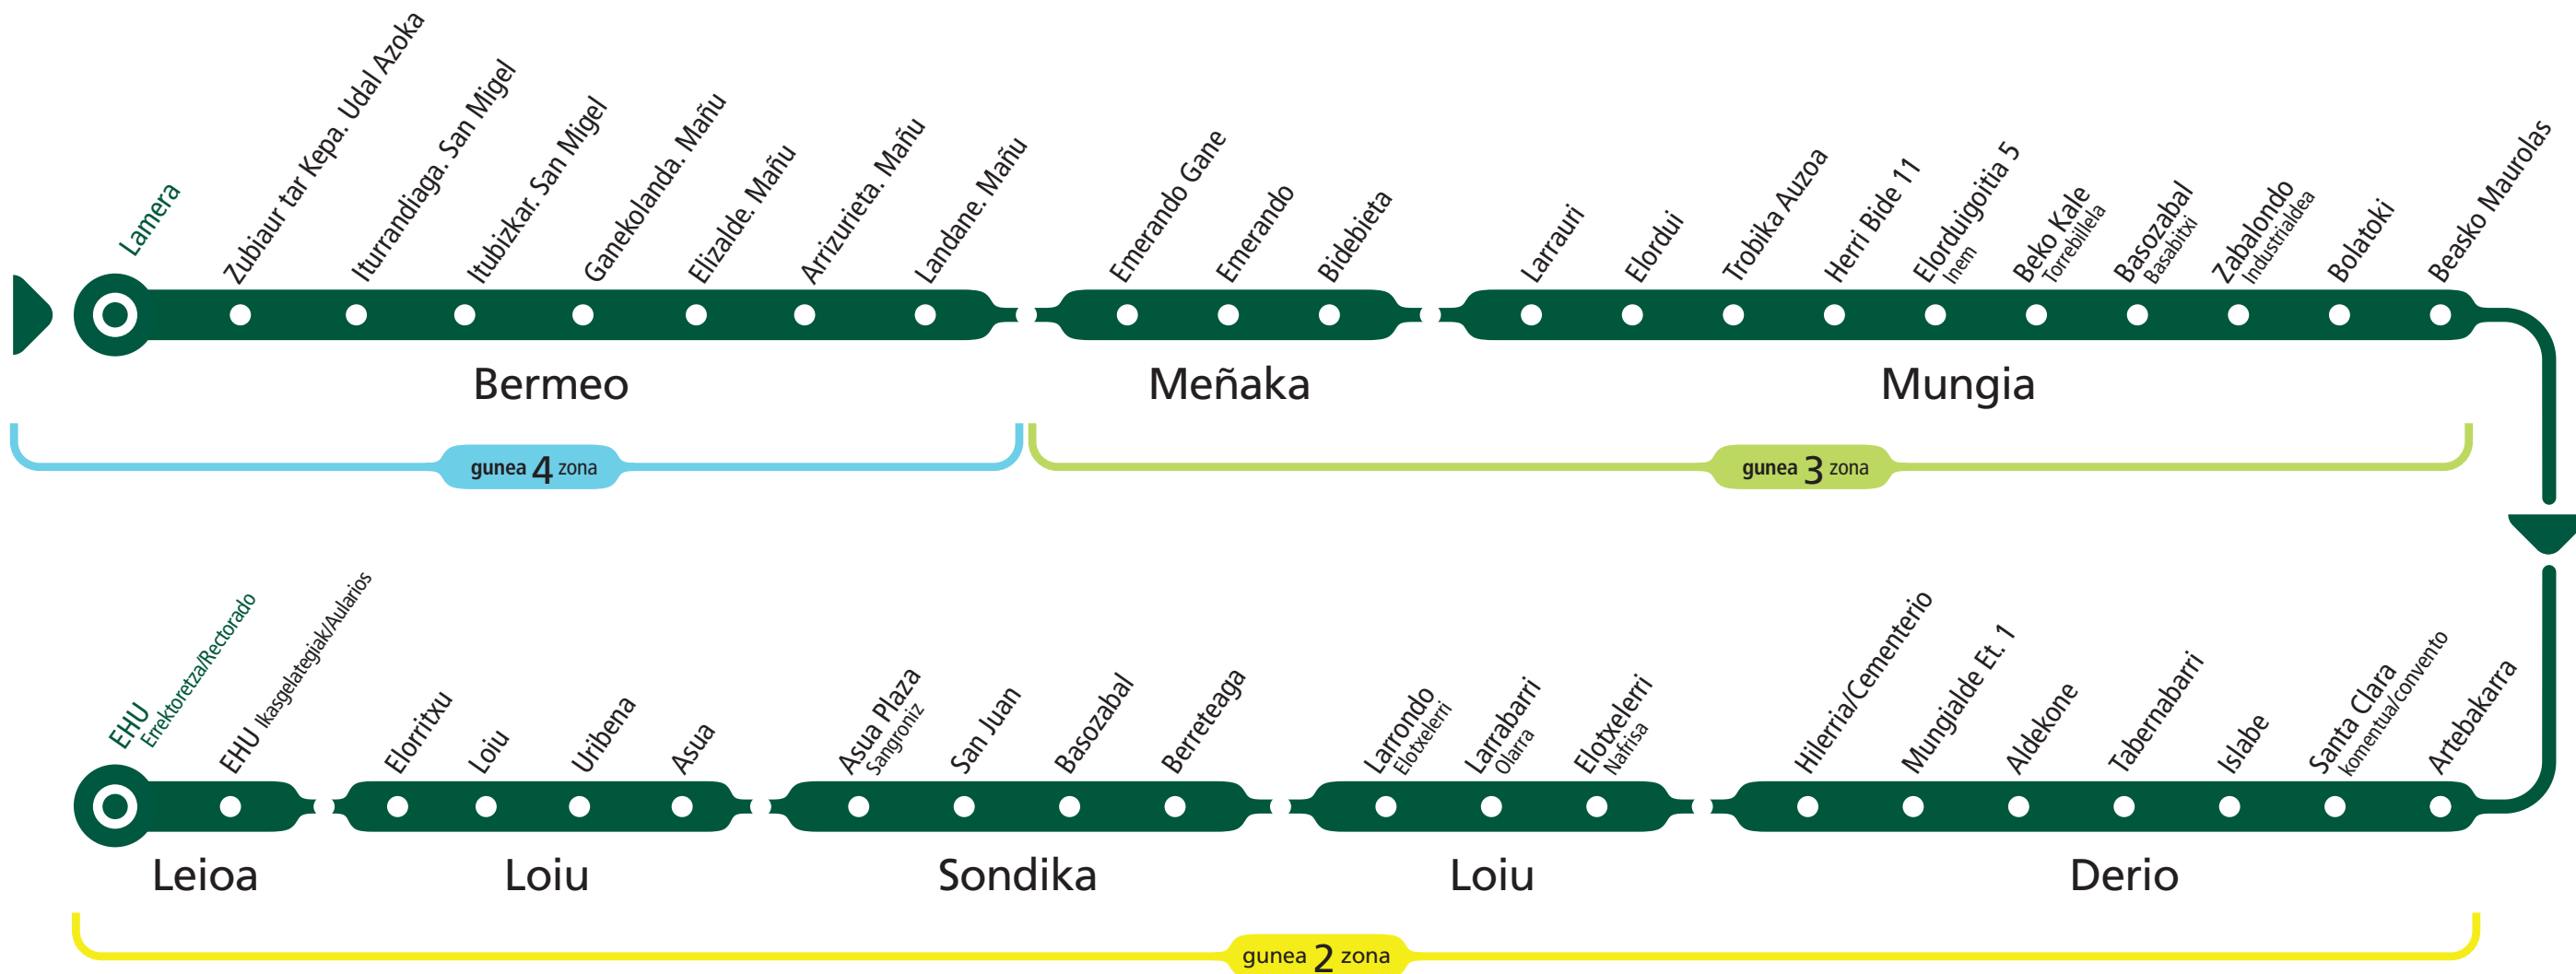 Lamera
Zubiaur tar Kepa. Udal Azoka
Iturrandiaga. San Migel
Itubizkar. San Migel
Ganekolanda. Mañu
Elizalde. Mañu
Arrizurieta. Mañu
Landane. Mañu
Emerando Gane
Emerando
Bidebieta
Larrauri
Elordui
Trobika Auzoa
Herri Bide 11
Elorduigoitia 5
Inem
Beko Kale
Torrebillela
Basozabal
Basabitxi
Zabalondo
Industrialdea
Bolatoki
Beasko Maurolas
Bermeo
Meñaka
Mungia
gunea 4 zona
gunea 3 zona
EHU
Errektoretza/Rectorado
EHU Ikasgelategiak/Aularios
Elorritxu
Loiu
Uribena
Asua
Asua Plaza
Sangroniz
San Juan
Basozabal
Berreteaga
Larrondo
Elotxelerri
Larrabarri
Olarra
Elotxelerri
Nafrisa
Hilerria/Cementerio
Mungialde Et. 1
Aldekone
Tabernabarri
Islabe
Santa Clara
komentua/convento
Artebakarra
Leioa
Loiu
Sondika
Loiu
Derio
gunea 2 zona